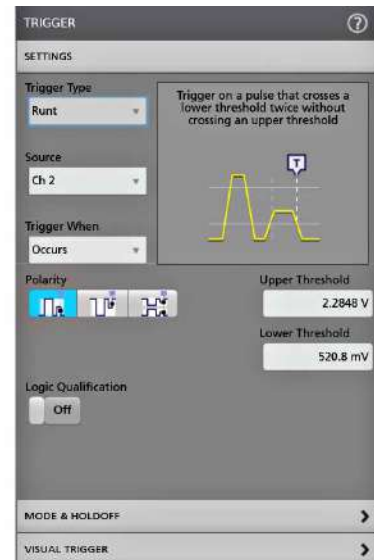 TRIGGER
?
SETTINGS
Trigger Type
Runt
Trigger on a pulse that crosses a
lower threshold twice without
crossing an upper threshold
T
Source
Ch 2
Trigger When
Occurs
Polarity
Upper Threshold
2.2848 V
Lower Threshold
520.8 mV
Logic Qualification
Off
MODE & HOLDOFF
VISUAL TRIGGER